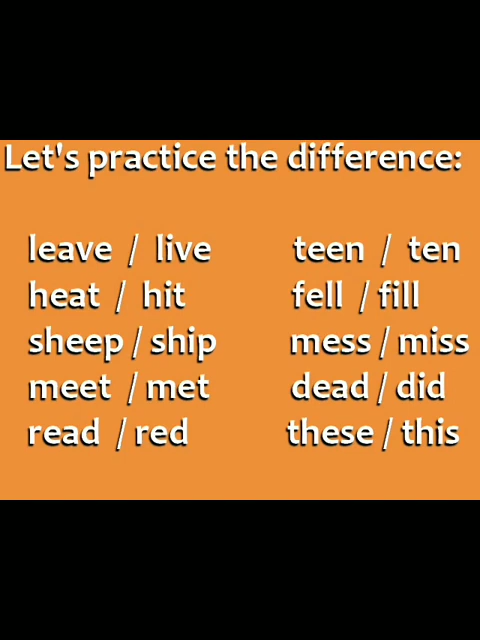 Let's practice the difference:
leave / live teen / ten
heat / hit fell / fill
sheep / ship mess / miss
meet / met dead / did
read / red these / this